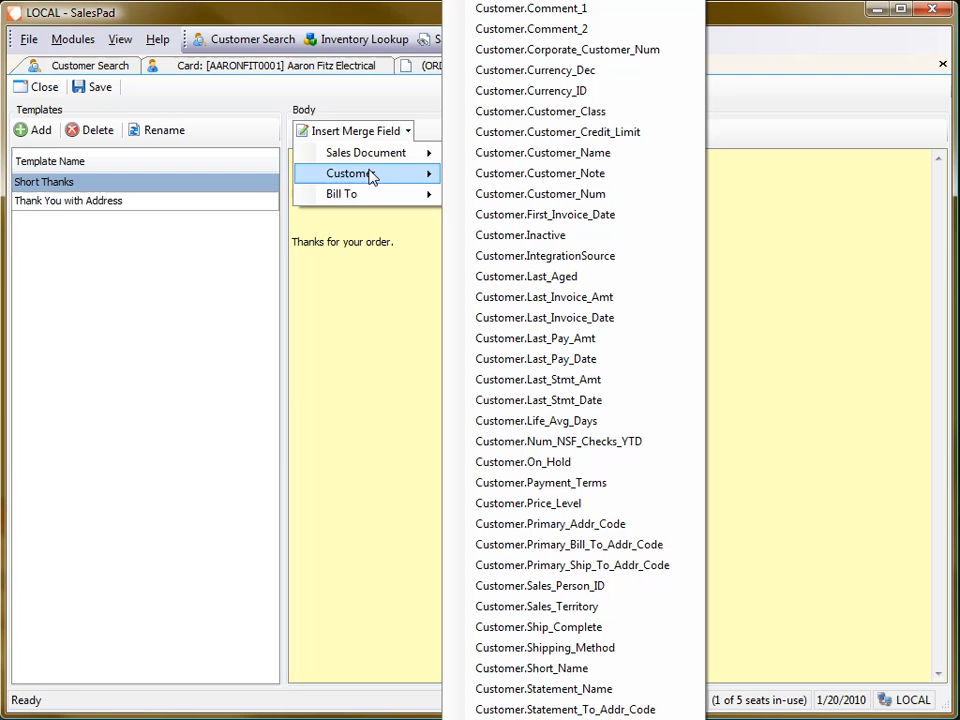 LOCAL - SalesPad
File Modules View Help Customer Search Inventory Lookup S
Customer Search Card: [AARONFIT0001] Aaron Fitz Electrical (ORD
Close Save
Templates
Add Delete Rename
Template Name
Short Thanks
Thank You with Address
Body
Insert Merge Field
Sales Document
Customer
Bill To
Thanks for your order.
Customer.Comment_1
Customer.Comment_2
Customer.Corporate_Customer_Num
Customer.Currency_Dec
Customer.Currency_ID
Customer.Customer_Class
Customer.Customer_Credit_Limit
Customer.Customer_Name
Customer.Customer_Note
Customer.Customer_Num
Customer.First_Invoice_Date
Customer.Inactive
Customer.IntegrationSource
Customer.Last_Aged
Customer.Last_Invoice_Amt
Customer.Last_Invoice_Date
Customer.Last_Pay_Amt
Customer.Last_Pay_Date
Customer.Last_Stmt_Amt
Customer.Last_Stmt_Date
Customer.Life_Avg_Days
Customer.Num_NSF_Checks_YTD
Customer.On_Hold
Customer.Payment_Terms
Customer.Price_Level
Customer.Primary_Addr_Code
Customer.Primary_Bill_To_Addr_Code
Customer.Primary_Ship_To_Addr_Code
Customer.Sales_Person_ID
Customer.Sales_Territory
Customer.Ship_Complete
Customer.Shipping_Method
Customer.Short_Name
Customer.Statement_Name
Customer.Statement_To_Addr_Code
Ready (1 of 5 seats in-use) 1/20/2010 LOCAL